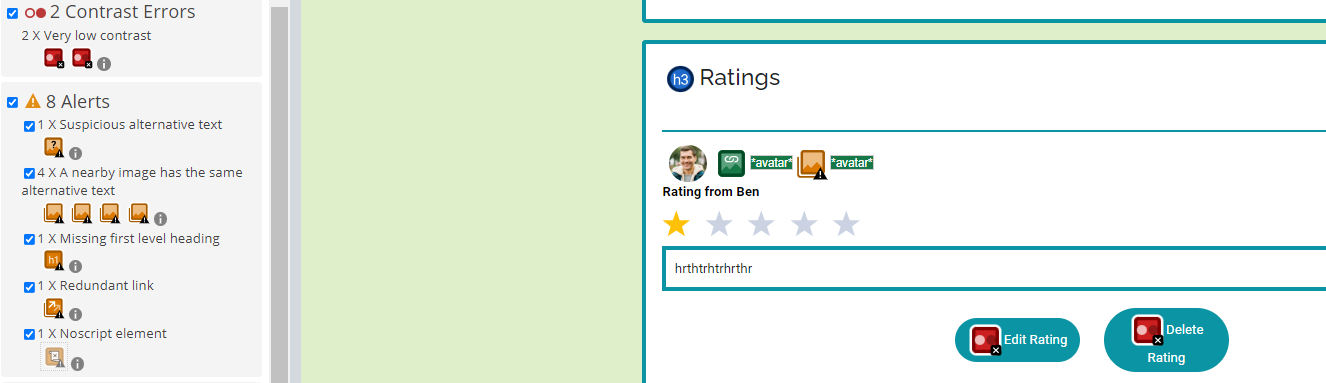 2 Contrast Errors
2 X Very low contrast
8 Alerts
1 X Suspicious alternative text
?
4 X A nearby image has the same
alternative text
1 X Missing first level heading
h1
1 X Redundant link
1 X Noscript element
h3 Ratings
*avatar* *avatar*
Rating from Ben
hrthtrhtrhrthr
Edit Rating
Delete
Rating